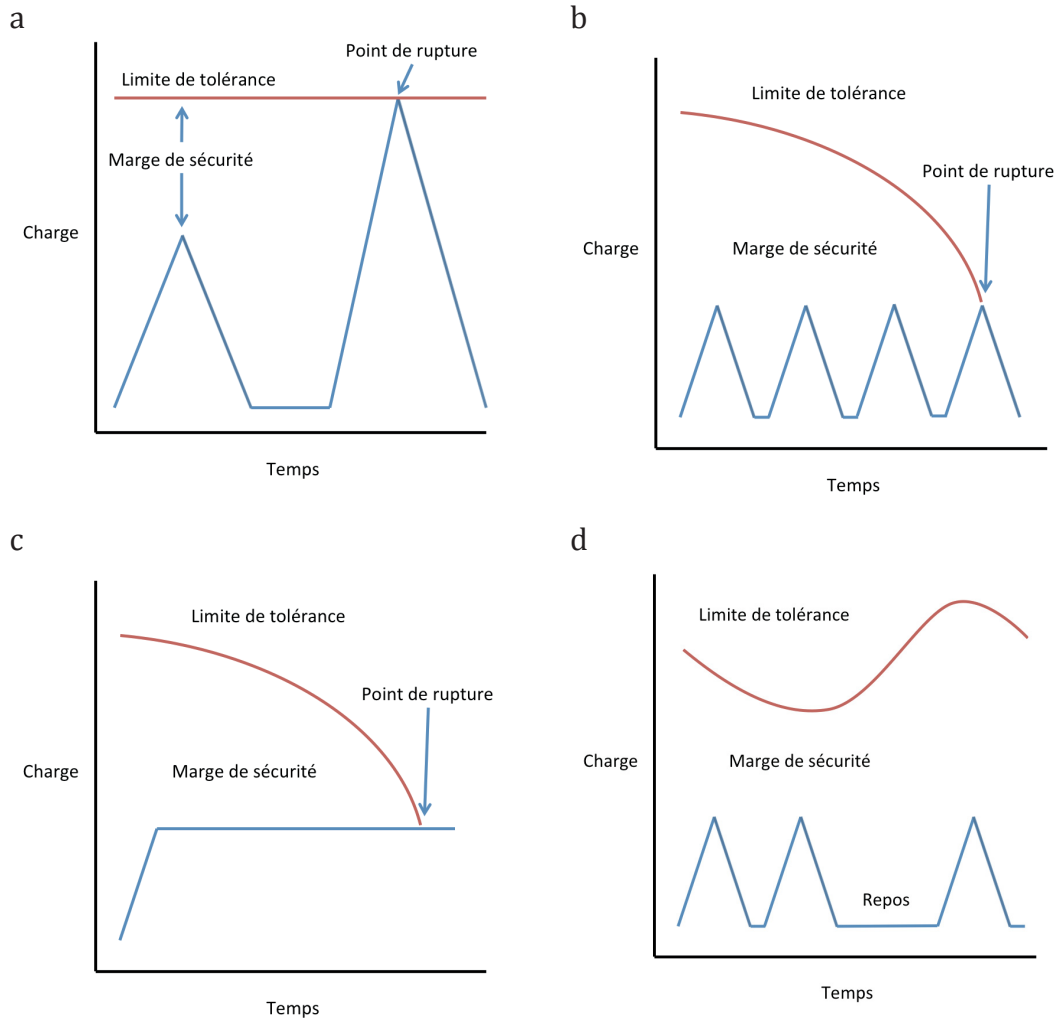 a
Point de rupture
Limite de tolérance
Marge de sécurité
Charge
Temps
b
Limite de tolérance
Point de rupture
Marge de sécurité
Charge
Temps
c
Limite de tolérance
Point de rupture
Marge de sécurité
Charge
Temps
d
Limite de tolérance
Marge de sécurité
Charge
Repos
Temps